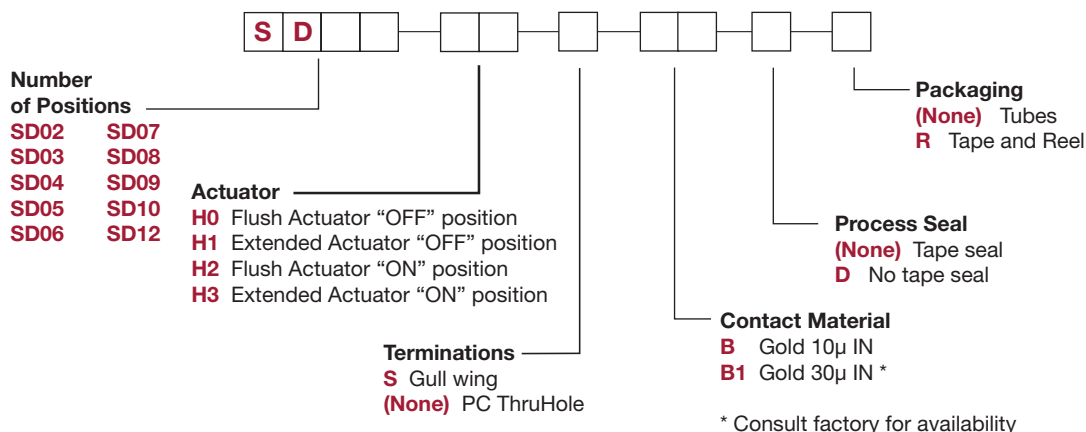 S D
Number
of Positions
SD02 SD07
SD03 SD08
SD04 SD09
SD05 SD10
SD06 SD12
Actuator
H0 Flush Actuator “OFF” position
H1 Extended Actuator “OFF” position
H2 Flush Actuator “ON” position
H3 Extended Actuator “ON” position
Terminations
S Gull wing
(None) PC ThruHole
Contact Material
B Gold 10µ IN
B1 Gold 30µ IN *
* Consult factory for availability
Process Seal
(None) Tape seal
D No tape seal
Packaging
(None) Tubes
R Tape and Reel